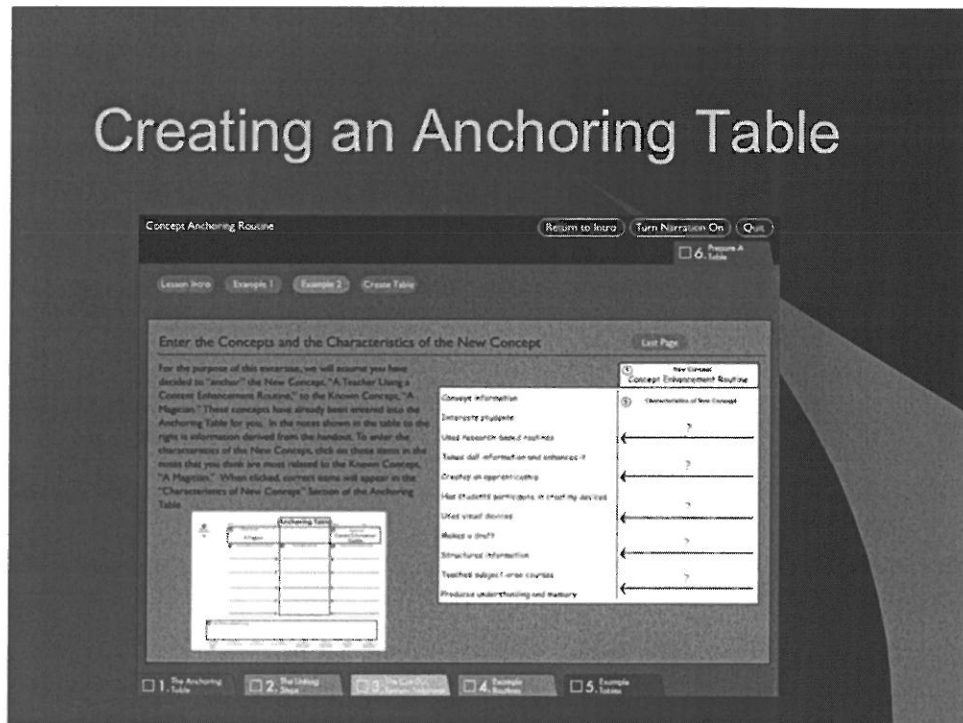 Creating an Anchoring Table
Concept Anchoring Routine
Return to Intro
Turn Narration On
Quit
6. Prepare A
Table
Lesson Intro
Example 1
Example 2
Create Table
Enter the Concepts and the Characteristics of the New Concept
Last Page
For the purpose of this exercise, we will assume you have
decided to "anchor" the New Concept, "A Teacher Using a
Content Enhancement Routine," to the Known Concept, "A
Magician." These concepts have already been entered into the
Anchoring Table for you. In the notes shown in the table to the
right is information derived from the handout. To enter the
characteristics of the New Concept, click on those items in the
notes that you think are most related to the Known Concept,
"A Magician." When clicked, correct items will appear in the
"Characteristics of New Concept" Section of the Anchoring
Table.
Conveys information
Interests students
Uses research-based routines
Takes dull information and enhances it
Creates an apprenticeship
Has students participate in creating devices
Uses visual devices
Makes a draft
Structures information
Teaches subject-area courses
Produces understanding and memory
4 New Concept
Concept Enhancement Routine
5 Characteristics of New Concept
?
?
?
?
?
Anchoring Table
A Magician
1. The Anchoring
Table
2. The Linking
Steps
3.
4. Example
Routines
5. Example
Tables